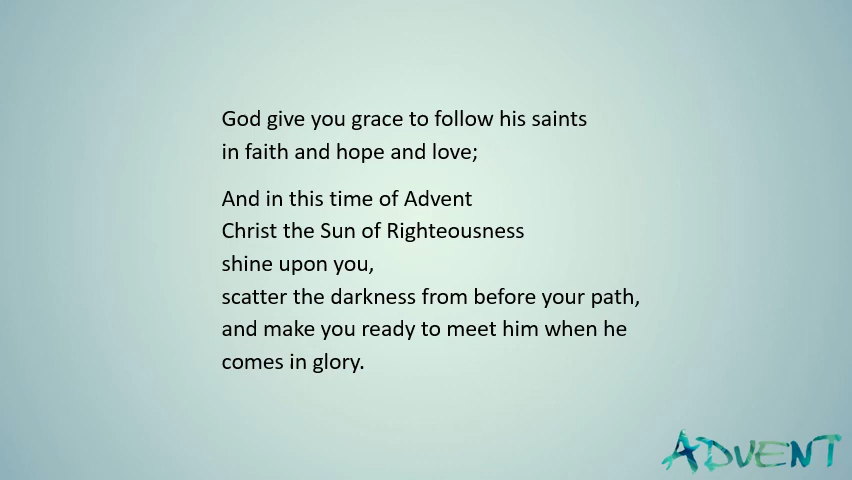 God give you grace to follow his saints
in faith and hope and love;
And in this time of Advent
Christ the Sun of Righteousness
shine upon you,
scatter the darkness from before your path,
and make you ready to meet him when he
comes in glory.
ADVENT